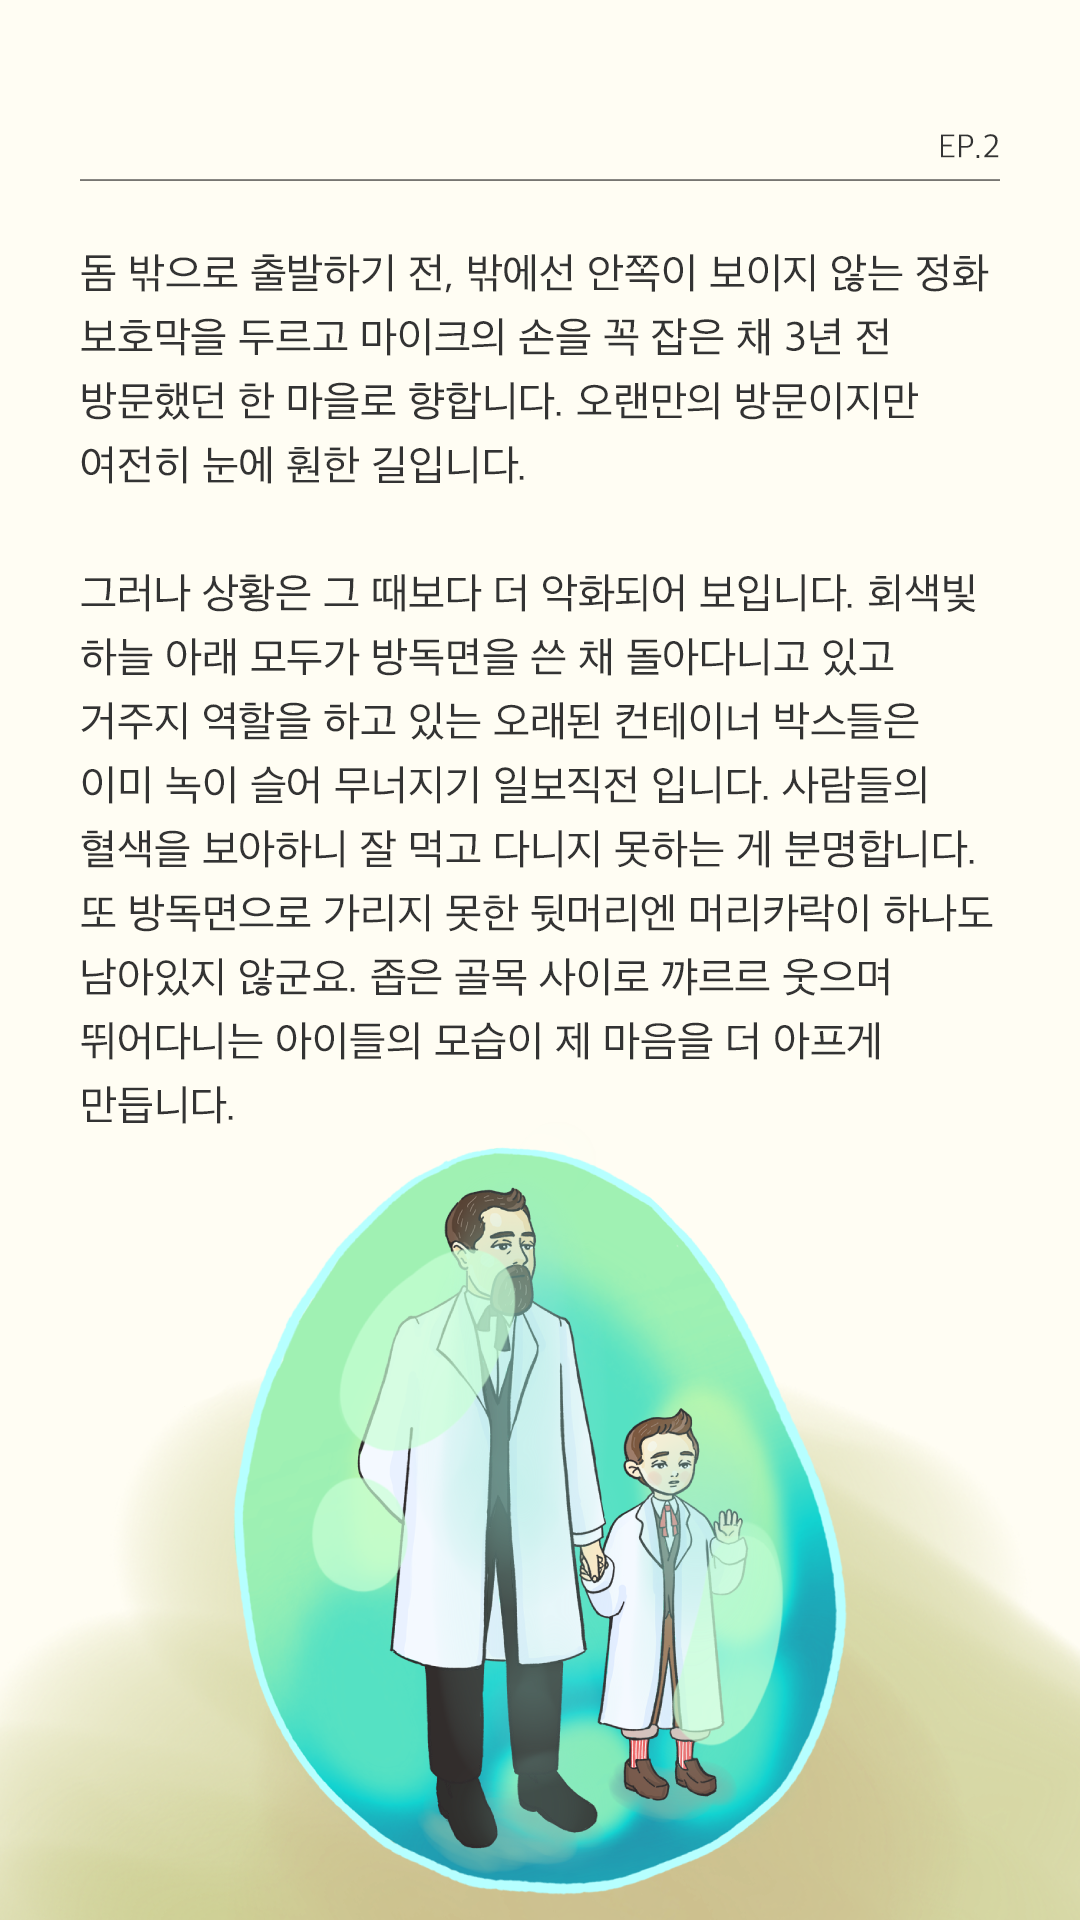 EP.2
돔 밖으로 출발하기 전, 밖에선 안쪽이 보이지 않는 정화
보호막을 두르고 마이크의 손을 꼭 잡은 채 3년 전
방문했던 한 마을로 향합니다. 오랜만의 방문이지만
여전히 눈에 훤한 길입니다.
그러나 상황은 그 때보다 더 악화되어 보입니다. 회색빛
하늘 아래 모두가 방독면을 쓴 채 돌아다니고 있고
거주지 역할을 하고 있는 오래된 컨테이너 박스들은
이미 녹이 슬어 무너지기 일보직전 입니다. 사람들의
혈색을 보아하니 잘 먹고 다니지 못하는 게 분명합니다.
또 방독면으로 가리지 못한 뒷머리엔 머리카락이 하나도
남아있지 않군요. 좁은 골목 사이로 꺄르르 웃으며
뛰어다니는 아이들의 모습이 제 마음을 더 아프게
만듭니다.